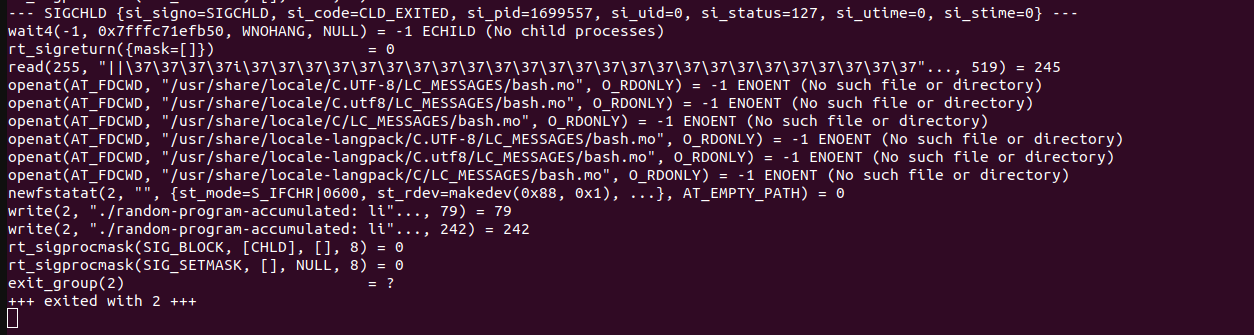 --- SIGCHLD {si_signo=SIGCHLD, si_code=CLD_EXITED, si_pid=1699557, si_uid=0, si_status=127, si_utime=0, si_stime=0} ---
wait4(-1, 0x7fffc71efb50, WNOHANG, NULL) = -1 ECHILD (No child processes)
rt_sigreturn({mask=[]})                 = 0
read(255, "||\37\37\37\37i\37\37\37\37\37\37\37\37\37\37\37\37\37\37\37\37\37\37\37\37\37\37\37\37\37"..., 519) = 245
openat(AT_FDCWD, "/usr/share/locale/C.UTF-8/LC_MESSAGES/bash.mo", O_RDONLY) = -1 ENOENT (No such file or directory)
openat(AT_FDCWD, "/usr/share/locale/C.utf8/LC_MESSAGES/bash.mo", O_RDONLY) = -1 ENOENT (No such file or directory)
openat(AT_FDCWD, "/usr/share/locale/C/LC_MESSAGES/bash.mo", O_RDONLY) = -1 ENOENT (No such file or directory)
openat(AT_FDCWD, "/usr/share/locale-langpack/C.UTF-8/LC_MESSAGES/bash.mo", O_RDONLY) = -1 ENOENT (No such file or directory)
openat(AT_FDCWD, "/usr/share/locale-langpack/C.utf8/LC_MESSAGES/bash.mo", O_RDONLY) = -1 ENOENT (No such file or directory)
openat(AT_FDCWD, "/usr/share/locale-langpack/C/LC_MESSAGES/bash.mo", O_RDONLY) = -1 ENOENT (No such file or directory)
newfstatat(2, "", {st_mode=S_IFCHR|0600, st_rdev=makedev(0x88, 0x1), ...}, AT_EMPTY_PATH) = 0
write(2, "./random-program-accumulated: li"..., 79) = 79
write(2, "./random-program-accumulated: li"..., 242) = 242
rt_sigprocmask(SIG_BLOCK, [CHLD], [], 8) = 0
rt_sigprocmask(SIG_SETMASK, [], NULL, 8) = 0
exit_group(2)                           = ?
+++ exited with 2 +++